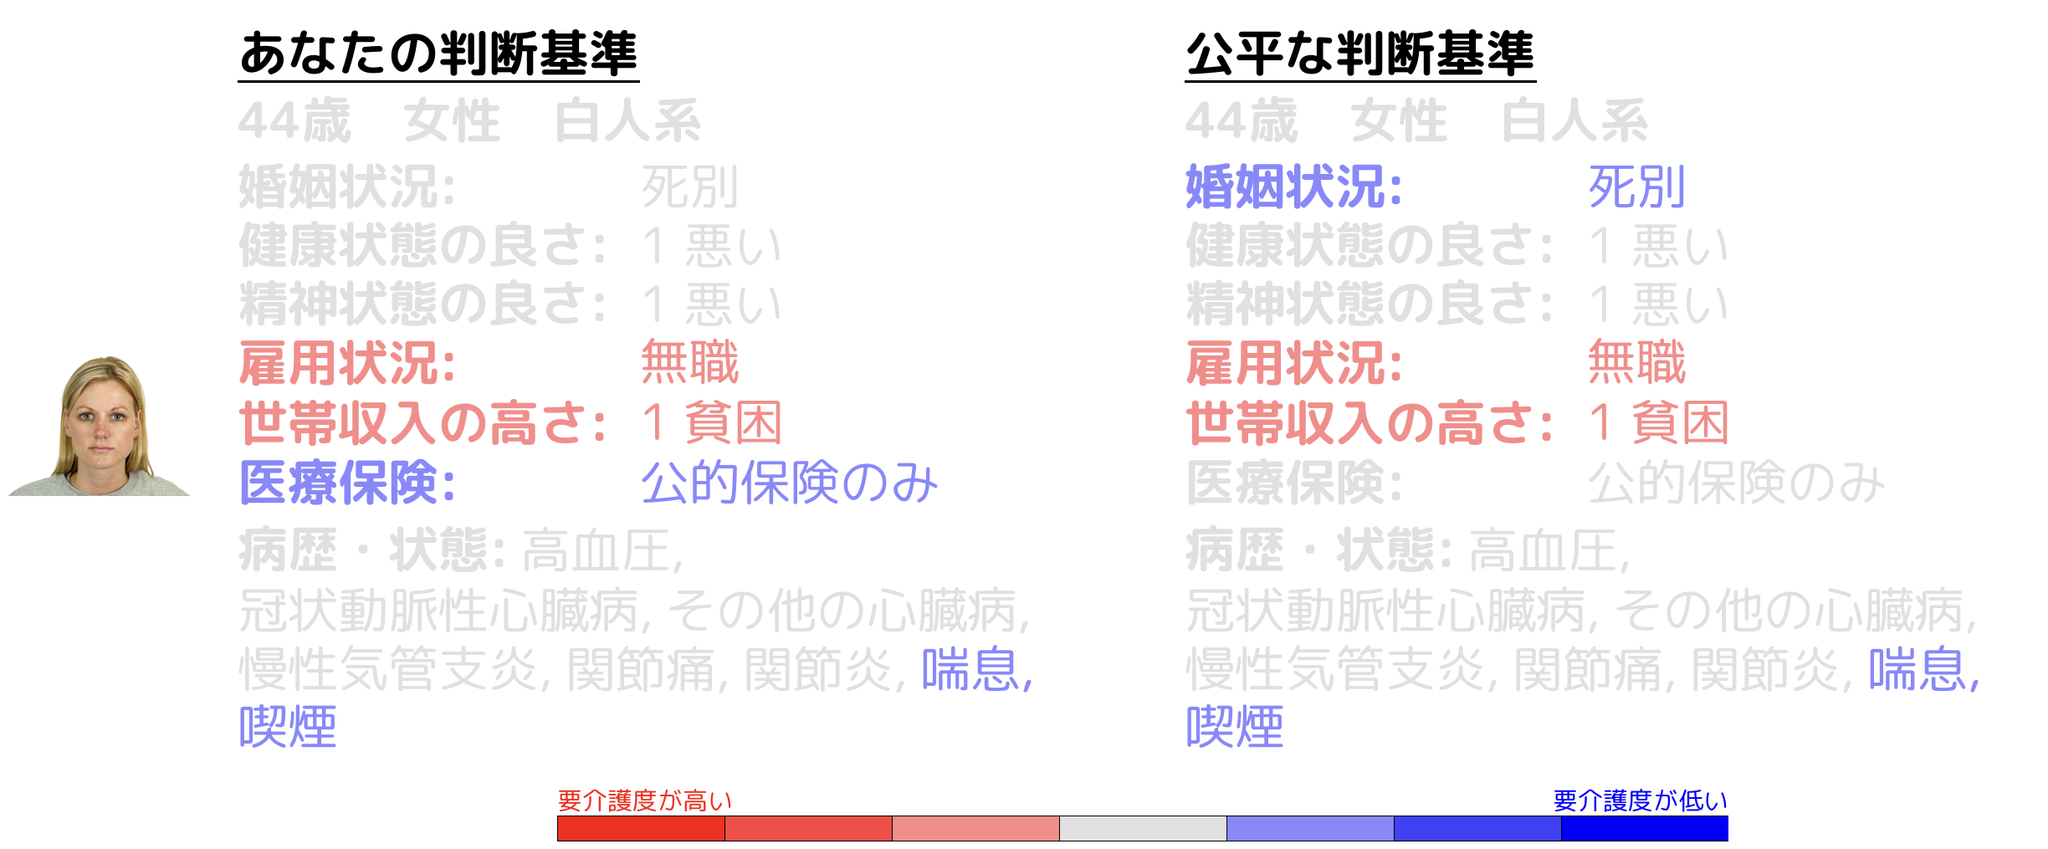 あなたの判断基準
44歳　女性　白人系
婚姻状況: 死別
健康状態の良さ: 1 悪い
精神状態の良さ: 1 悪い
雇用状況: 無職
世帯収入の高さ: 1 貧困
医療保険: 公的保険のみ
病歴・状態: 高血圧,
冠状動脈性心臓病, その他の心臓病,
慢性気管支炎, 関節痛, 関節炎, 喘息,
喫煙
公平な判断基準
44歳　女性　白人系
婚姻状況: 死別
健康状態の良さ: 1 悪い
精神状態の良さ: 1 悪い
雇用状況: 無職
世帯収入の高さ: 1 貧困
医療保険: 公的保険のみ
病歴・状態: 高血圧,
冠状動脈性心臓病, その他の心臓病,
慢性気管支炎, 関節痛, 関節炎, 喘息,
喫煙
要介護度が高い
要介護度が低い